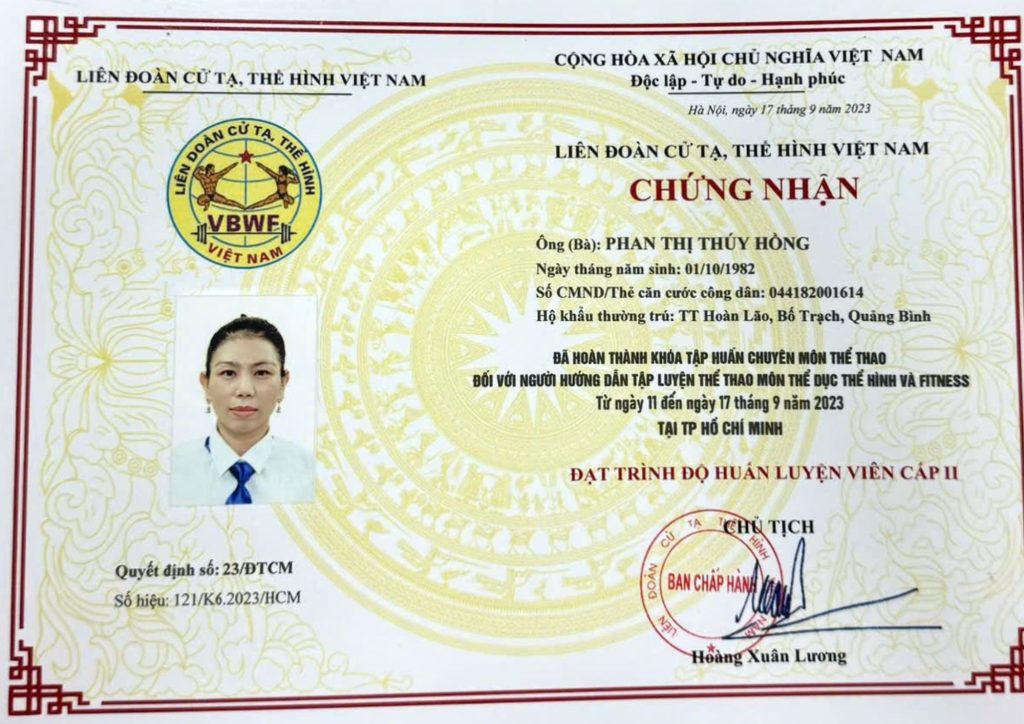 LIÊN ĐOÀN CỬ TẠ, THỂ HÌNH VIỆT NAM
LIÊN ĐOÀN CỬ TẠ, THỂ HÌNH
VBWF
VIỆT NAM
Quyết định số: 23/ĐTCM
Số hiệu: 121/K6.2023/HCM
CỘNG HÒA XÃ HỘI CHỦ NGHĨA VIỆT NAM
Độc lập - Tự do - Hạnh phúc
Hà Nội, ngày 17 tháng 9 năm 2023
LIÊN ĐOÀN CỬ TẠ, THỂ HÌNH VIỆT NAM
CHỨNG NHẬN
Ông (Bà): PHAN THỊ THÚY HỒNG
Ngày tháng năm sinh: 01/10/1982
Số CMND/Thẻ căn cước công dân: 044182001614
Hộ khẩu thường trú: TT Hoàn Lão, Bố Trạch, Quảng Bình
ĐÃ HOÀN THÀNH KHÓA TẬP HUẤN CHUYÊN MÔN THỂ THAO
ĐỐI VỚI NGƯỜI HƯỚNG DẪN TẬP LUYỆN THỂ THAO MÔN THỂ DỤC THỂ HÌNH VÀ FITNESS
Từ ngày 11 đến ngày 17 tháng 9 năm 2023
TẠI TP HỒ CHÍ MINH
ĐẠT TRÌNH ĐỘ HUẤN LUYỆN VIÊN CẤP II
CHỦ TỊCH
LIÊN ĐOÀN CỬ TẠ THỂ HÌNH
BAN CHẤP HÀNH
NAM
Hoàng Xuân Lương